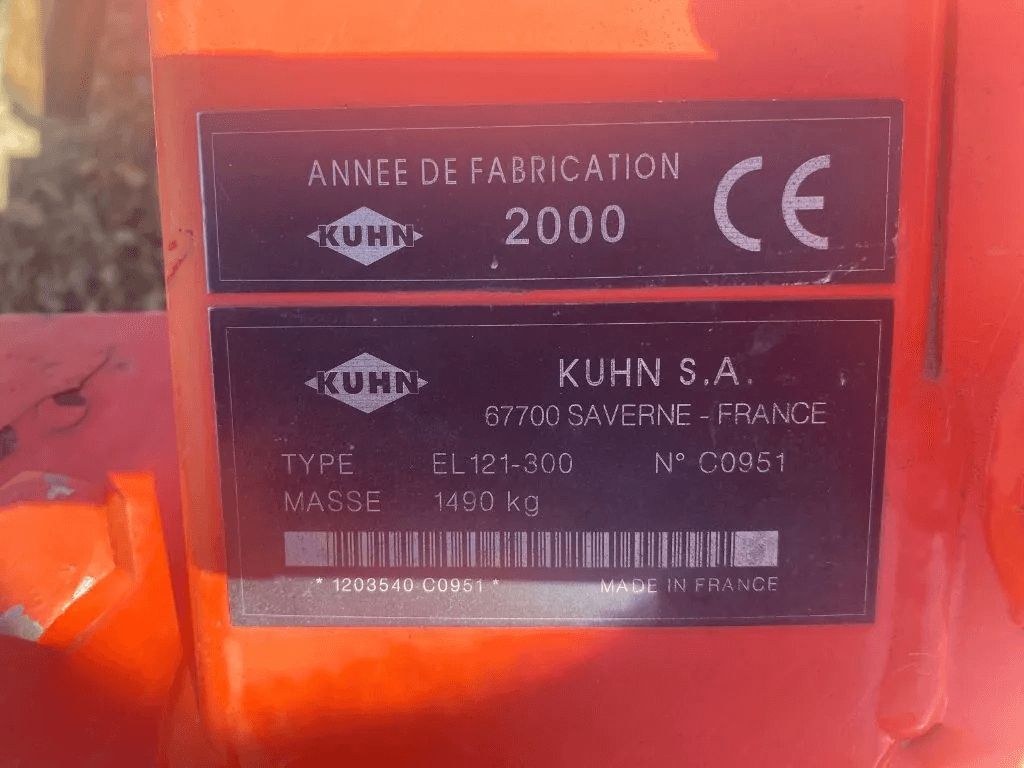 ANNEE DE FABRICATION
KUHN 2000 CE
KUHN KUHN S.A.
67700 SAVERNE - FRANCE
TYPE EL121-300 N° C0951
MASSE 1490 kg
* 1203540 C0951 * MADE IN FRANCE